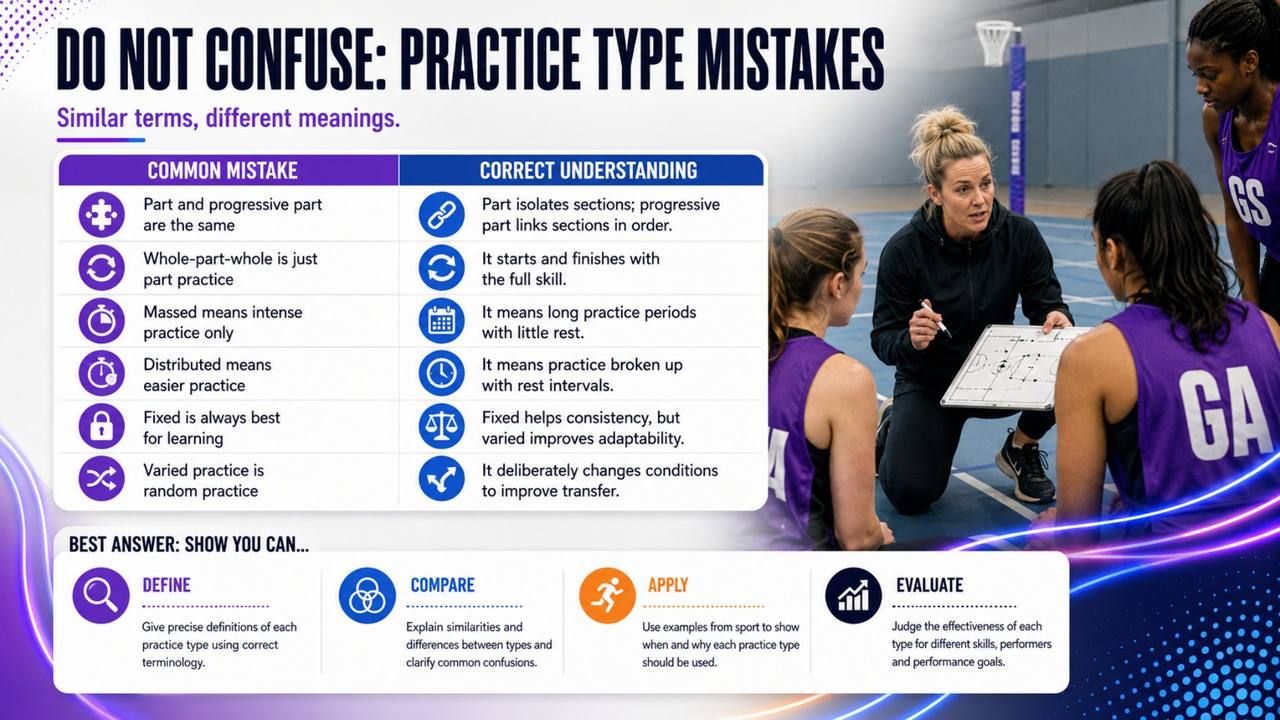 DO NOT CONFUSE: PRACTICE TYPE MISTAKES
Similar terms, different meanings.
COMMON MISTAKE
CORRECT UNDERSTANDING
Part and progressive part
are the same
Part isolates sections; progressive
part links sections in order.
Whole-part-whole is just
part practice
It starts and finishes with
the full skill.
Massed means intense
practice only
It means long practice periods
with little rest.
Distributed means
easier practice
It means practice broken up
with rest intervals.
Fixed is always best
for learning
Fixed helps consistency, but
varied improves adaptability.
Varied practice is
random practice
It deliberately changes conditions
to improve transfer.
GS
GA
A
BEST ANSWER: SHOW YOU CAN...
DEFINE
Give precise definitions of each
practice type using correct
terminology.
COMPARE
Explain similarities and
differences between types and
clarify common confusions.
APPLY
Use examples from sport to show
when and why each practice type
should be used.
EVALUATE
Judge the effectiveness of each
type for different skills, performers
and performance goals.